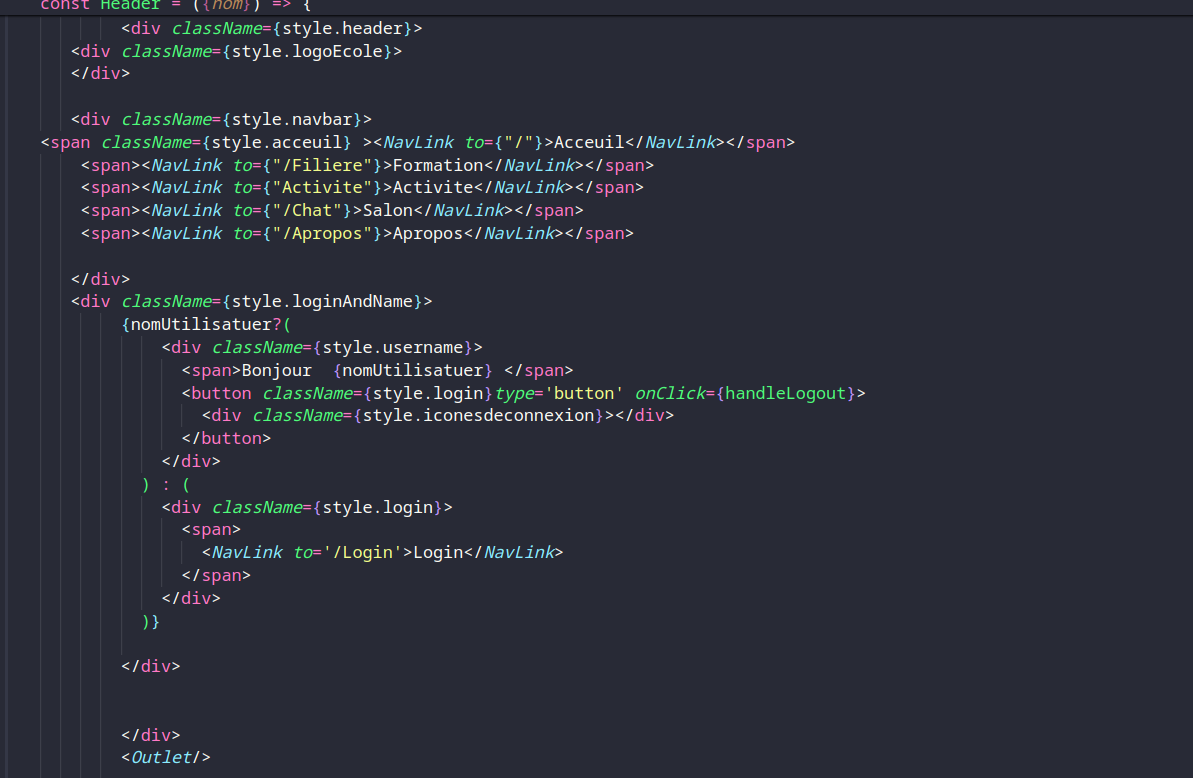 const Header = ({nom}) => {
<div className={style.header}>
<div className={style.logoEcole}>
</div>
<div className={style.navbar}>
<span className={style.acceuil} ><NavLink to={"/"}>Acceuil</NavLink></span>
<span><NavLink to={"/Filiere"}>Formation</NavLink></span>
<span><NavLink to={"Activite"}>Activite</NavLink></span>
<span><NavLink to={"/Chat"}>Salon</NavLink></span>
<span><NavLink to={"/Apropos"}>Apropos</NavLink></span>
</div>
<div className={style.loginAndName}>
{nomUtilisatuer?(
<div className={style.username}>
<span>Bonjour  {nomUtilisatuer} </span>
<button className={style.login}type='button' onClick={handleLogout}>
<div className={style.iconesdeconnexion}></div>
</button>
</div>
) : (
<div className={style.login}>
<span>
<NavLink to='/Login'>Login</NavLink>
</span>
</div>
)}
</div>
</div>
<Outlet/>